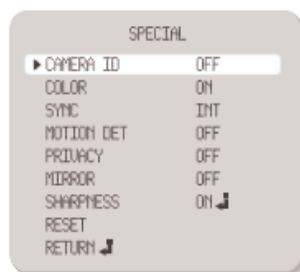 SPECIAL
CAMERA ID OFF
COLOR ON
SYNC INT
MOTION DET OFF
PRIVACY OFF
MIRROR OFF
SHARPNESS ON
RESET
RETURN